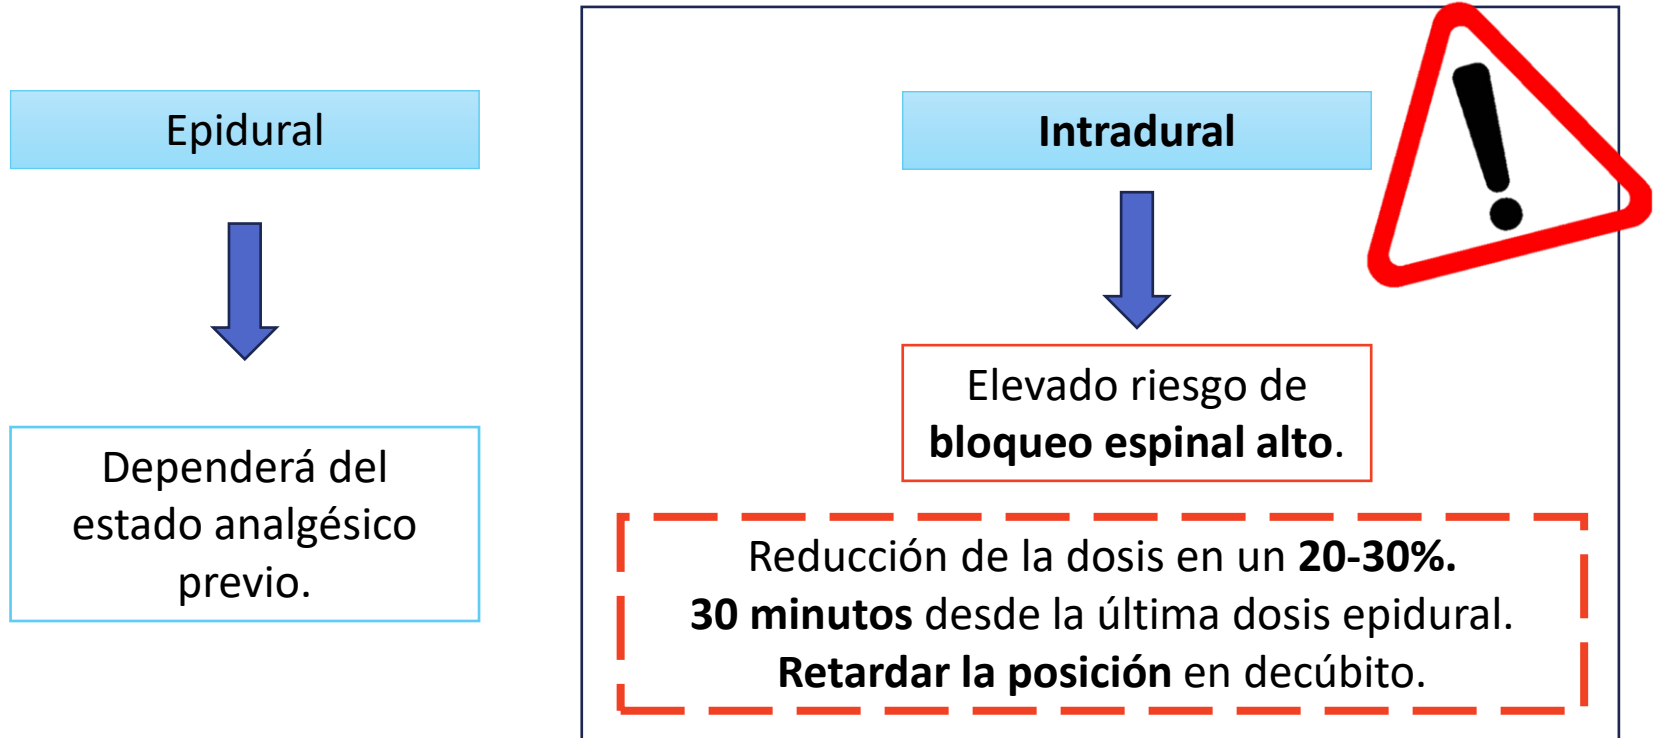 Epidural
Dependerá del
estado analgésico
previo.
Intradural
Elevado riesgo de
bloqueo espinal alto.
Reducción de la dosis en un 20-30%.
30 minutos desde la última dosis epidural.
Retardar la posición en decúbito.